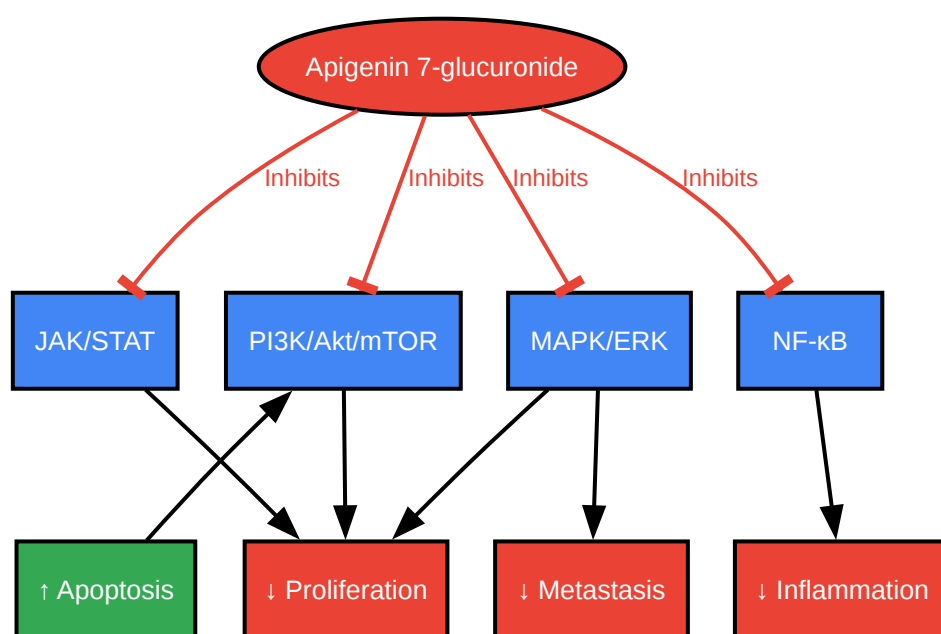 Apigenin 7-glucuronide
Inhibits
Inhibits
Inhibits
Inhibits
JAK/STAT
PI3K/Akt/mTOR
MAPK/ERK
NF-κB
↑ Apoptosis
↓ Proliferation
↓ Metastasis
↓ Inflammation